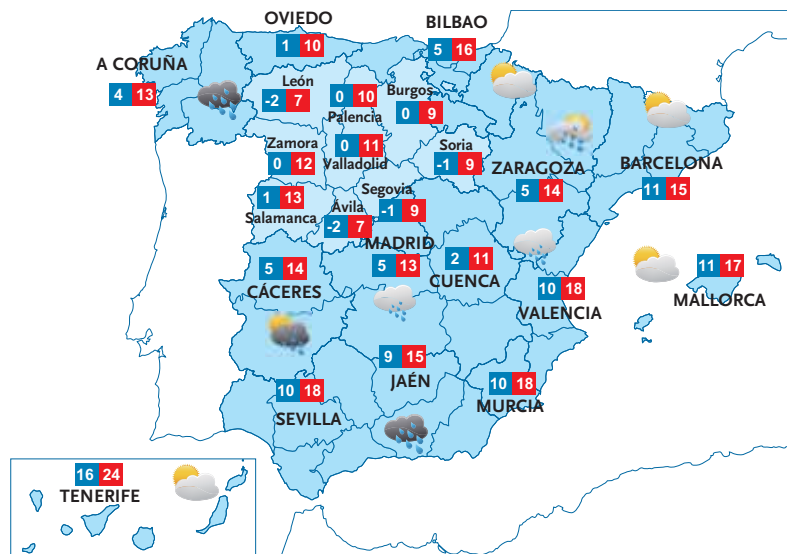 OVIEDO
1 10
BILBAO
5 16
A CORUÑA
4 13
León
-2 7
0 10
Palencia
Burgos
0 9
Zamora
0 12
0 11
Valladolid
Soria
-1 9
ZARAGOZA
5 14
BARCELONA
11 15
1 13
Salamanca
Ávila
-2 7
Segovia
-1 9
MADRID
5 13
2 11
CUENCA
5 14
CÁCERES
10 18
VALENCIA
11 17
MALLORCA
9 15
JAÉN
10 18
SEVILLA
10 18
MURCIA
16 24
TENERIFE